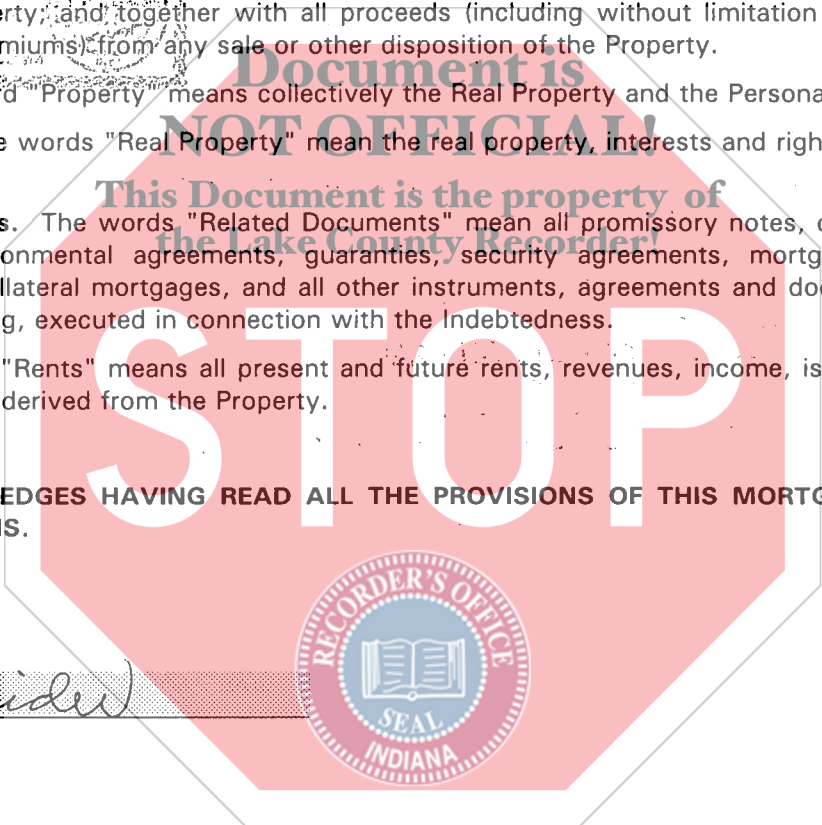 erty; and together with all proceeds (including without limitation
miums) from any sale or other disposition of the Property.
Document is
"Property" means collectively the Real Property and the Persona
NOT OFFICIAL!
e words "Real Property" mean the real property, interests and righ
This Document is the property of
s. The words "Related Documents" mean all promissory notes, c
the Lake County Recorder!
onmental agreements, guaranties, security agreements, mortg
llateral mortgages, and all other instruments, agreements and do
g, executed in connection with the Indebtedness.
"Rents" means all present and future rents, revenues, income, is
derived from the Property.
STOP
EDGES HAVING READ ALL THE PROVISIONS OF THIS MORTG
MS.
RECORDER'S OFFICE
SEAL
INDIANA